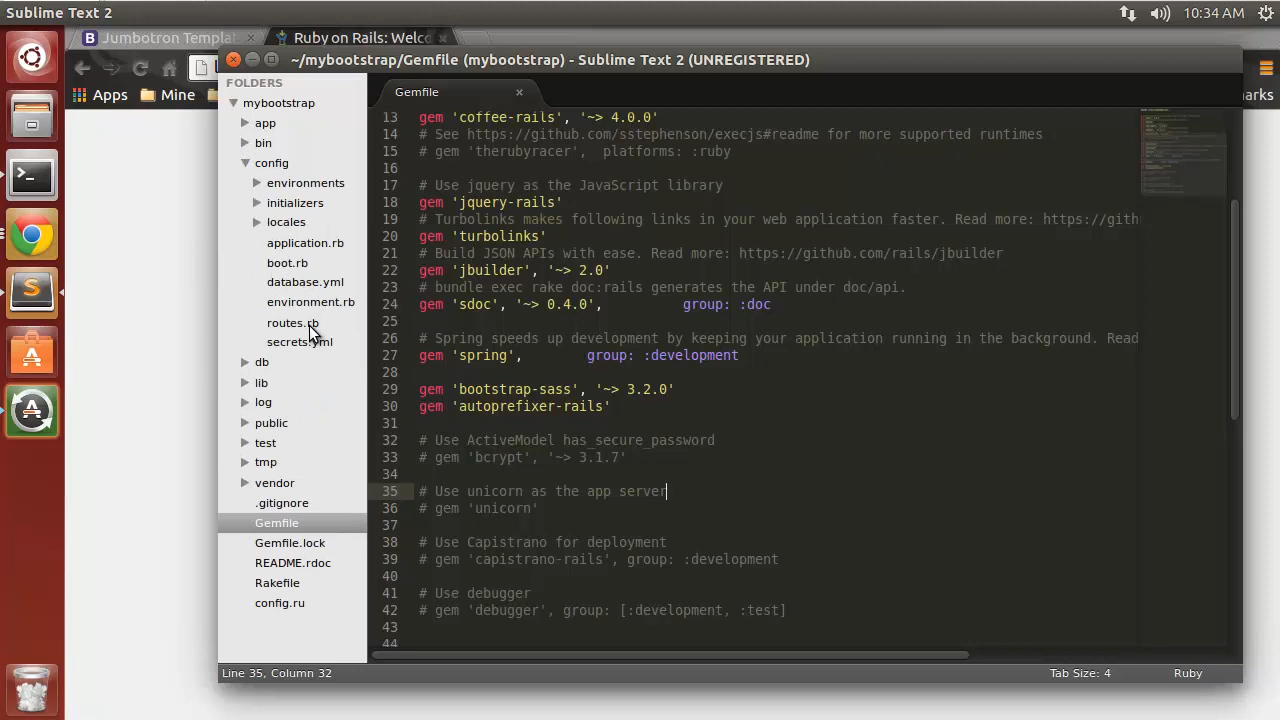 Sublime Text 2
10:34 AM
Jumbotron Templat
Ruby on Rails: Welc
Apps
Mine
~/mybootstrap/Gemfile (mybootstrap) - Sublime Text 2 (UNREGISTERED)
FOLDERS
mybootstrap
app
bin
config
environments
initializers
locales
application.rb
boot.rb
database.yml
environment.rb
routes.rb
secrets.yml
db
lib
log
public
test
tmp
vendor
.gitignore
Gemfile
Gemfile.lock
README.rdoc
Rakefile
config.ru
Gemfile
13 gem 'coffee-rails', '~> 4.0.0'
14 # See https://github.com/sstephenson/execjs#readme for more supported runtimes
15 # gem 'therubyracer',  platforms: :ruby
16
17 # Use jquery as the JavaScript library
18 gem 'jquery-rails'
19 # Turbolinks makes following links in your web application faster. Read more: https://gith
20 gem 'turbolinks'
21 # Build JSON APIs with ease. Read more: https://github.com/rails/jbuilder
22 gem 'jbuilder', '~> 2.0'
23 # bundle exec rake doc:rails generates the API under doc/api.
24 gem 'sdoc', '~> 0.4.0',          group: :doc
25
26 # Spring speeds up development by keeping your application running in the background. Read
27 gem 'spring',        group: :development
28
29 gem 'bootstrap-sass', '~> 3.2.0'
30 gem 'autoprefixer-rails'
31
32 # Use ActiveModel has_secure_password
33 # gem 'bcrypt', '~> 3.1.7'
34
35 # Use unicorn as the app server
36 # gem 'unicorn'
37
38 # Use Capistrano for deployment
39 # gem 'capistrano-rails', group: :development
40
41 # Use debugger
42 # gem 'debugger', group: [:development, :test]
43
44
Line 35, Column 32
Tab Size: 4
Ruby